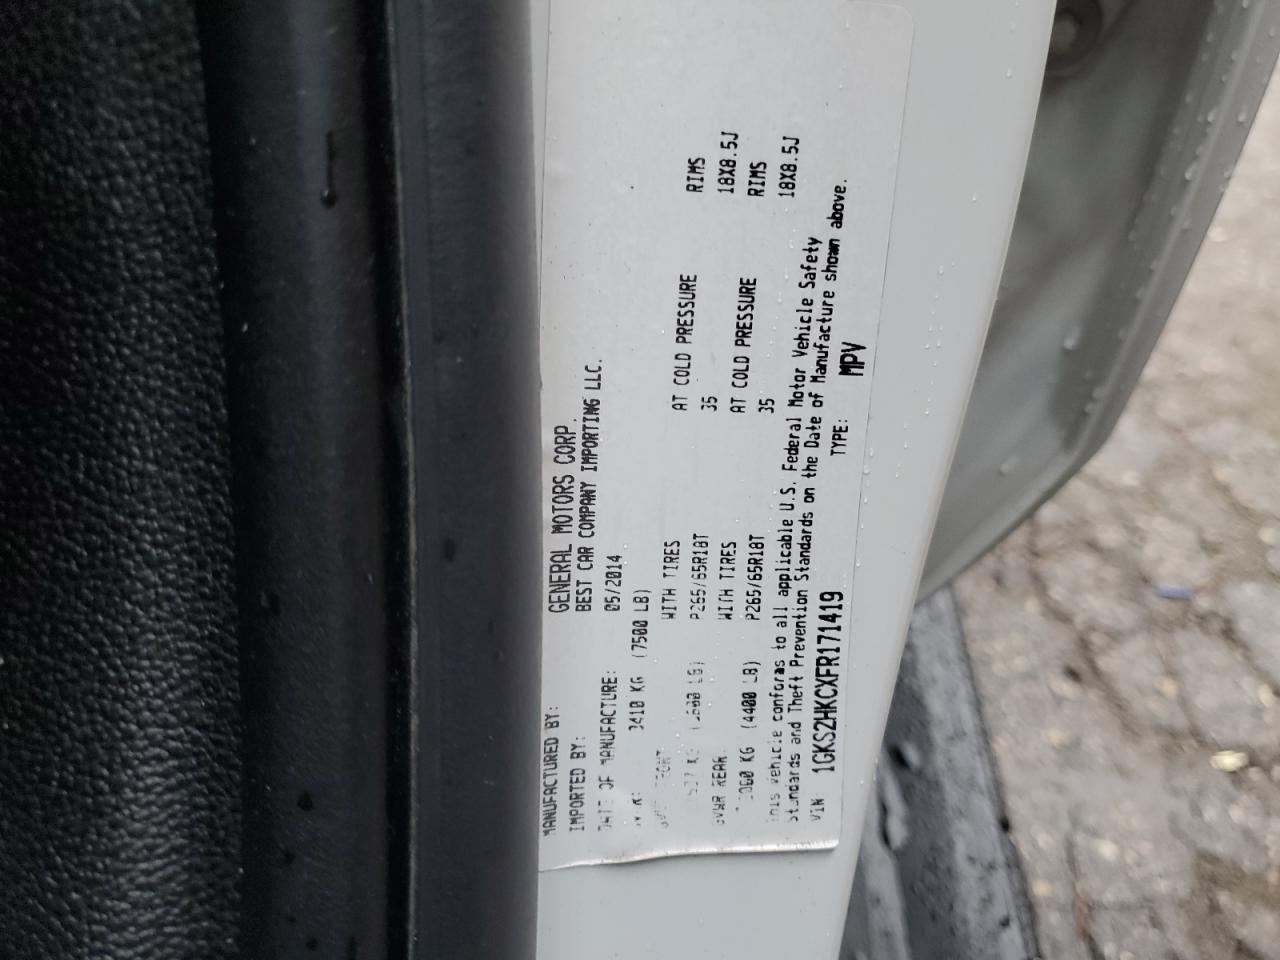 MANUFACTURED BY: GENERAL MOTORS CORP.
IMPORTED BY: BEST CAR COMPANY IMPORTING LLC.
DATE OF MANUFACTURE: 05/2014
3410 KG (7500 LB)
WITH TIRES AT COLD PRESSURE RIMS
P265/65R18T 35 18X8.5J
GVWR REAR WITH TIRES AT COLD PRESSURE RIMS
KG (4400 LB) P265/65R18T 35 18X8.5J
This vehicle conforms to all applicable U.S. Federal Motor Vehicle Safety
Standards and Theft Prevention Standards on the Date of Manufacture shown above.
VIN 1GKS2HKCXFR171419 TYPE: MPV